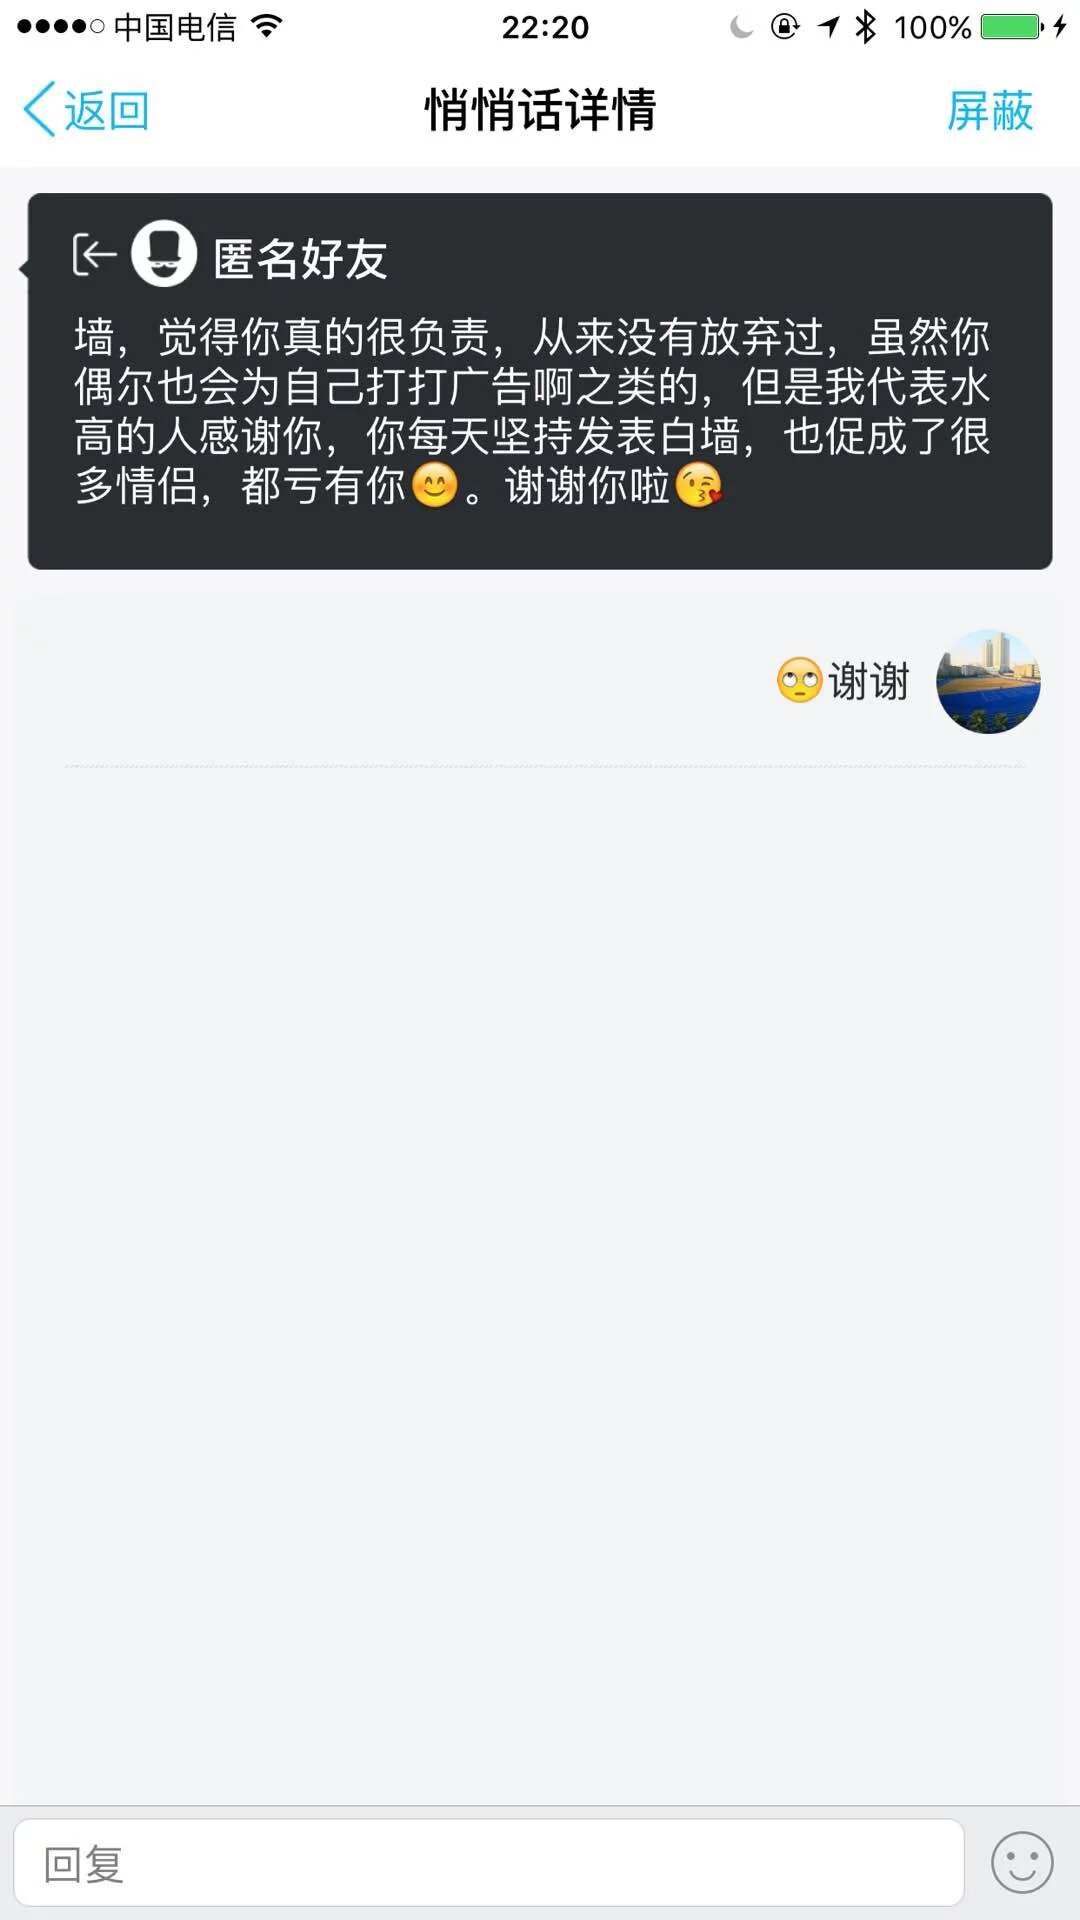 中国电信
22:20
100%
返回
悄悄话详情
屏蔽
匿名好友
墙，觉得你真的很负责，从来没有放弃过，虽然你
偶尔也会为自己打打广告啊之类的，但是我代表水
高的人感谢你，你每天坚持发表白墙，也促成了很
多情侣，都亏有你😊。谢谢你啦😘
🙄谢谢
回复